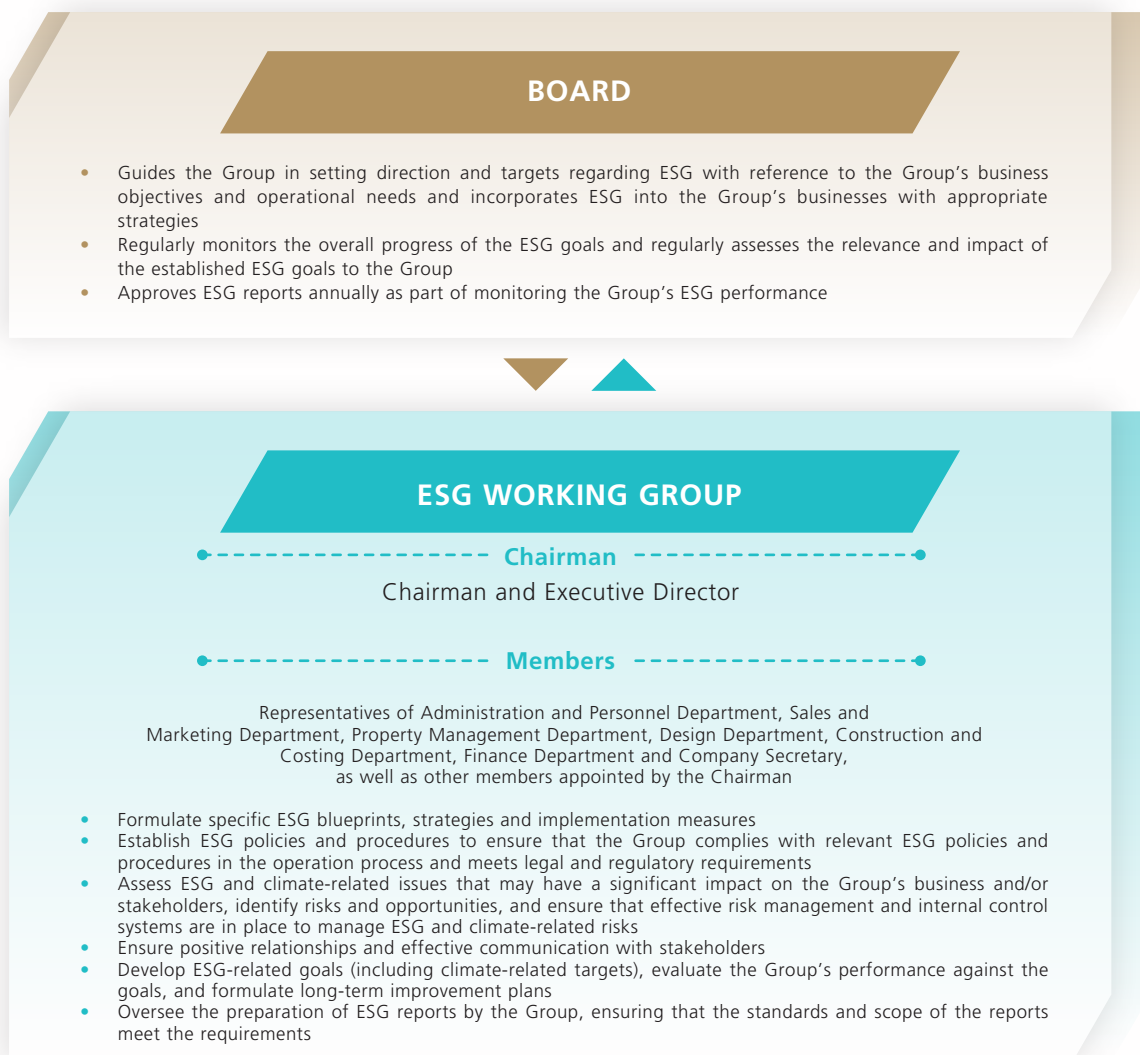 BOARD
• Guides the Group in setting direction and targets regarding ESG with reference to the Group’s business
objectives and operational needs and incorporates ESG into the Group’s businesses with appropriate
strategies
• Regularly monitors the overall progress of the ESG goals and regularly assesses the relevance and impact of
the established ESG goals to the Group
• Approves ESG reports annually as part of monitoring the Group’s ESG performance
ESG WORKING GROUP
Chairman
Chairman and Executive Director
Members
Representatives of Administration and Personnel Department, Sales and
Marketing Department, Property Management Department, Design Department, Construction and
Costing Department, Finance Department and Company Secretary,
as well as other members appointed by the Chairman
• Formulate specific ESG blueprints, strategies and implementation measures
• Establish ESG policies and procedures to ensure that the Group complies with relevant ESG policies and
procedures in the operation process and meets legal and regulatory requirements
• Assess ESG and climate-related issues that may have a significant impact on the Group’s business and/or
stakeholders, identify risks and opportunities, and ensure that effective risk management and internal control
systems are in place to manage ESG and climate-related risks
• Ensure positive relationships and effective communication with stakeholders
• Develop ESG-related goals (including climate-related targets), evaluate the Group’s performance against the
goals, and formulate long-term improvement plans
• Oversee the preparation of ESG reports by the Group, ensuring that the standards and scope of the reports
meet the requirements